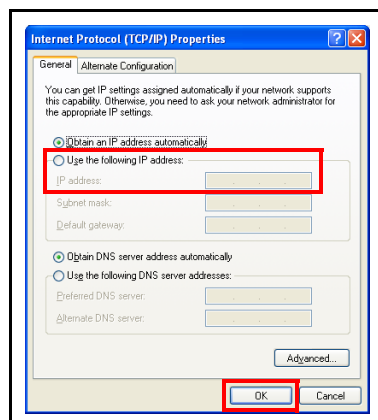 Internet Protocol (TCP/IP) Properties
General
Alternate Configuration
You can get IP settings assigned automatically if your network supports
this capability. Otherwise, you need to ask your network administrator for
the appropriate IP settings.
Obtain an IP address automatically
Use the following IP address:
IP address:
Subnet mask:
Default gateway:
Obtain DNS server address automatically
Use the following DNS server addresses:
Preferred DNS server:
Alternate DNS server:
Advanced...
OK
Cancel